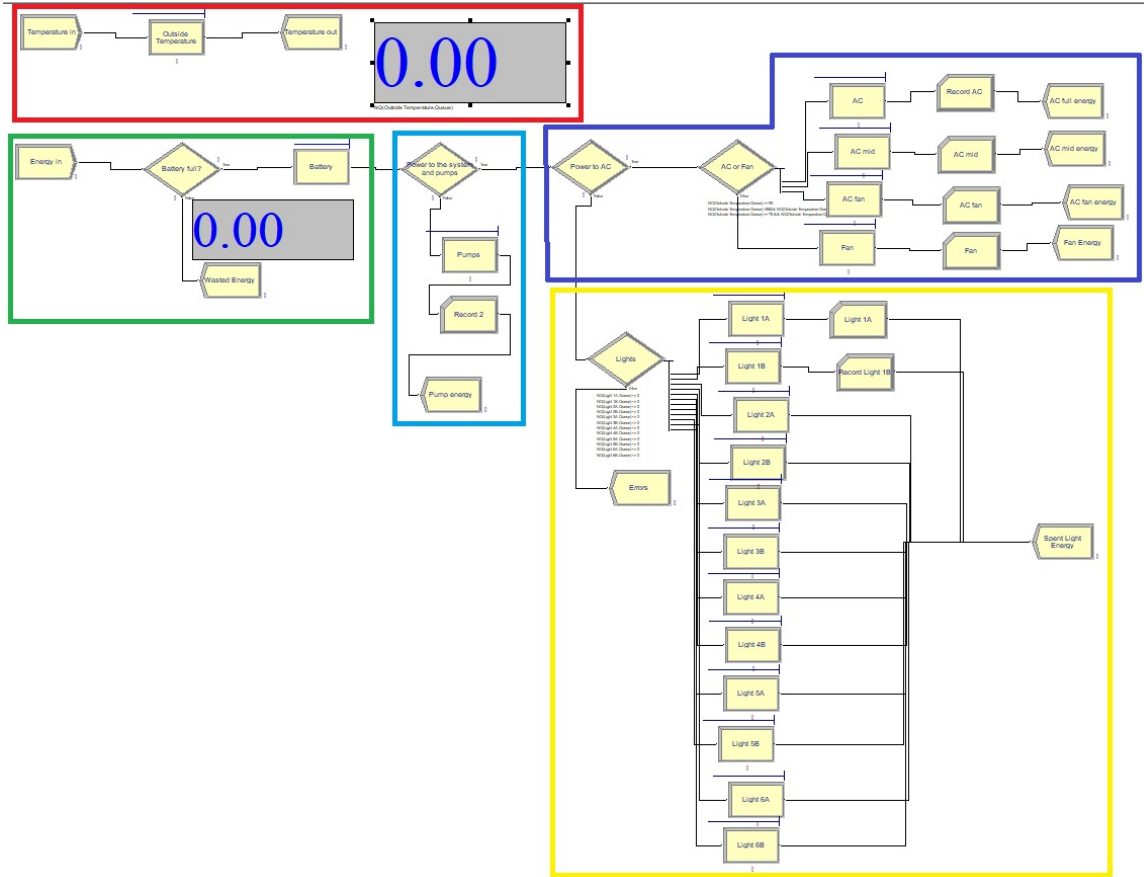 Temperature in
Outside
Temperature
Temperature out
0.00
NQ(Outside Temperature.Queue)
Energy in
Battery full?
True
False
Battery
0.00
Wasted Energy
Power to the system
and pumps
True
False
Pumps
Record 2
Pump energy
Power to AC
True
False
AC or Fan
Else
AC
Record AC
AC full energy
AC mid
AC mid
AC mid energy
AC fan
AC fan
AC fan energy
Fan
Fan
Fan Energy
Lights
Else
Errors
Light 1A
Light 1A
Light 1B
Record Light 1B
Light 2A
Light 2B
Light 3A
Light 3B
Light 4A
Light 4B
Light 5A
Light 5B
Light 6A
Light 6B
Spent Light
Energy